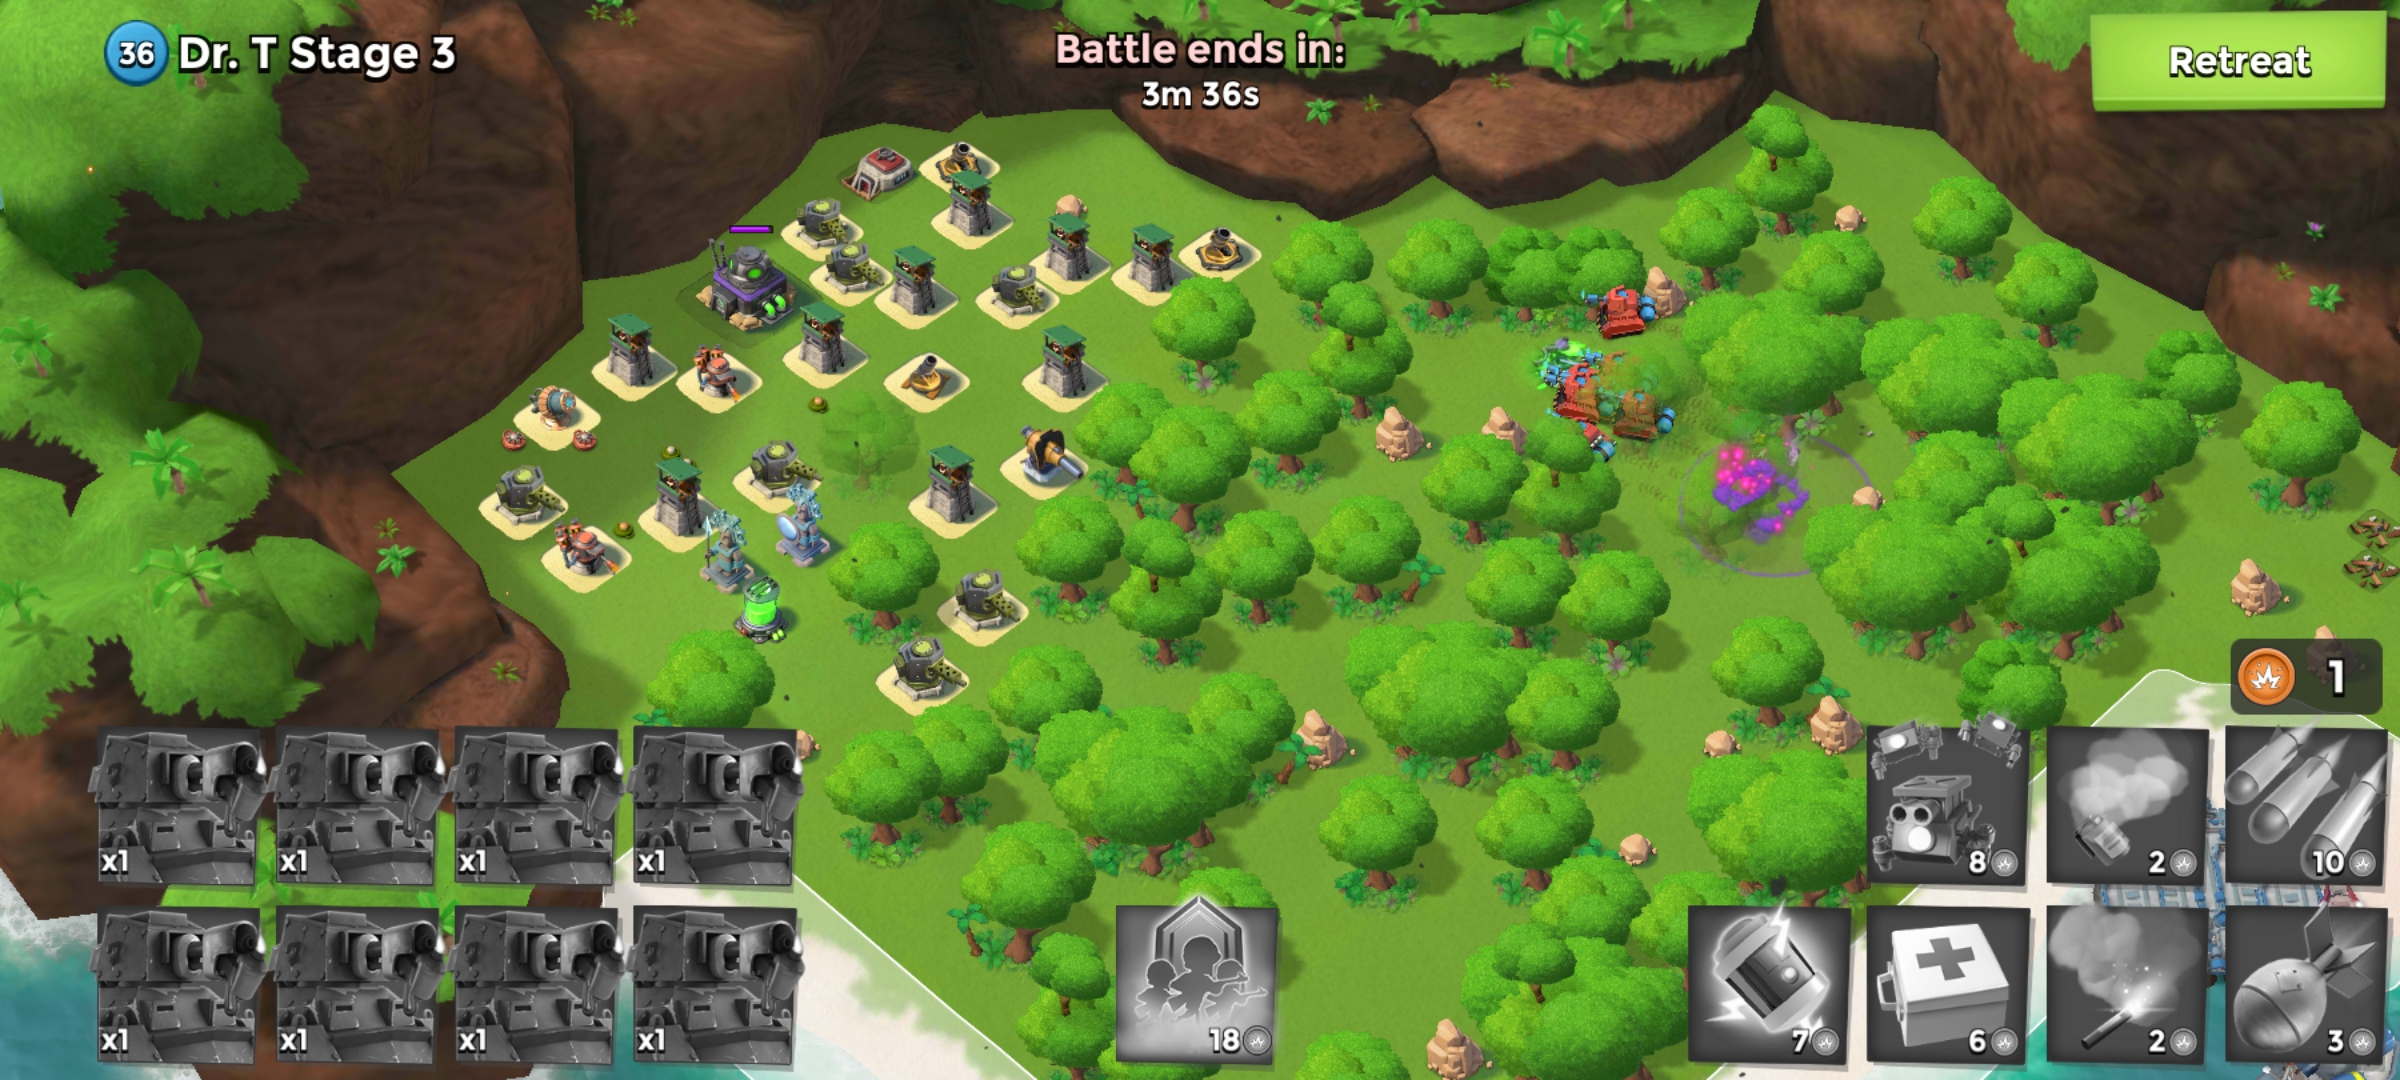 36 Dr. T Stage 3
Battle ends in:
3m 36s
Retreat
1
x1 x1 x1 x1
8 2 10
x1 x1 x1 x1
18 7 6 2 3